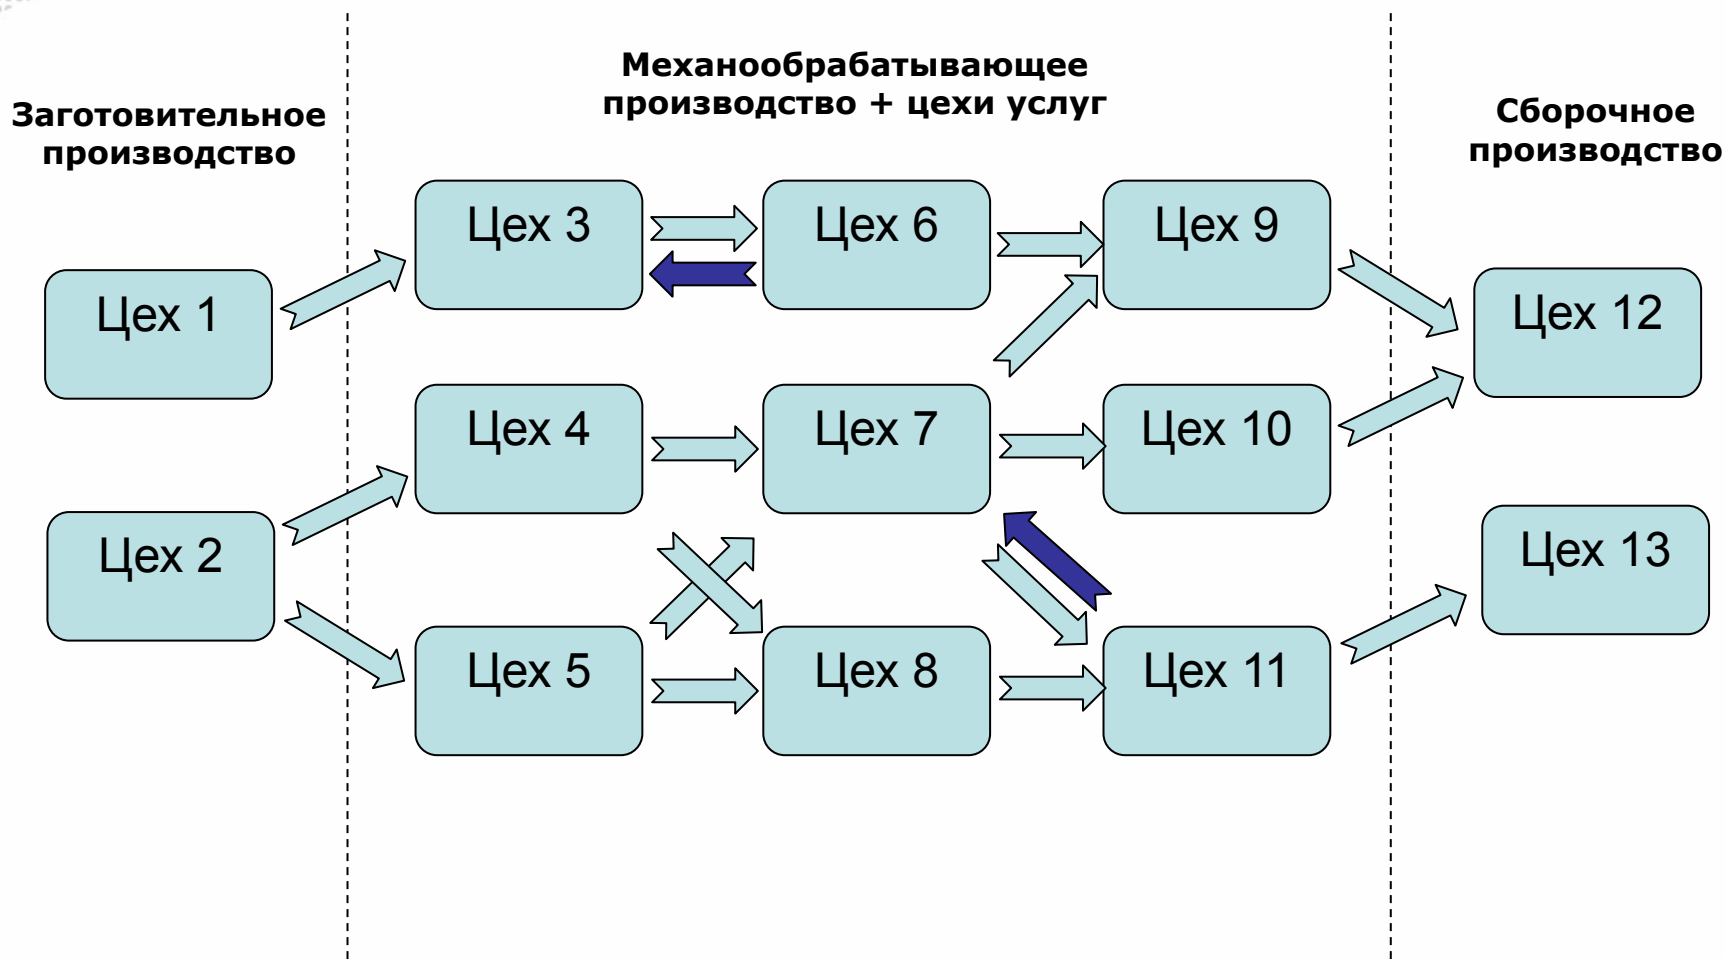 Заготовительное
производство
Механообрабатывающее
производство + цехи услуг
Сборочное
производство
Цех 1
Цех 2
Цех 3
Цех 6
Цех 9
Цех 4
Цех 7
Цех 10
Цех 5
Цех 8
Цех 11
Цех 12
Цех 13